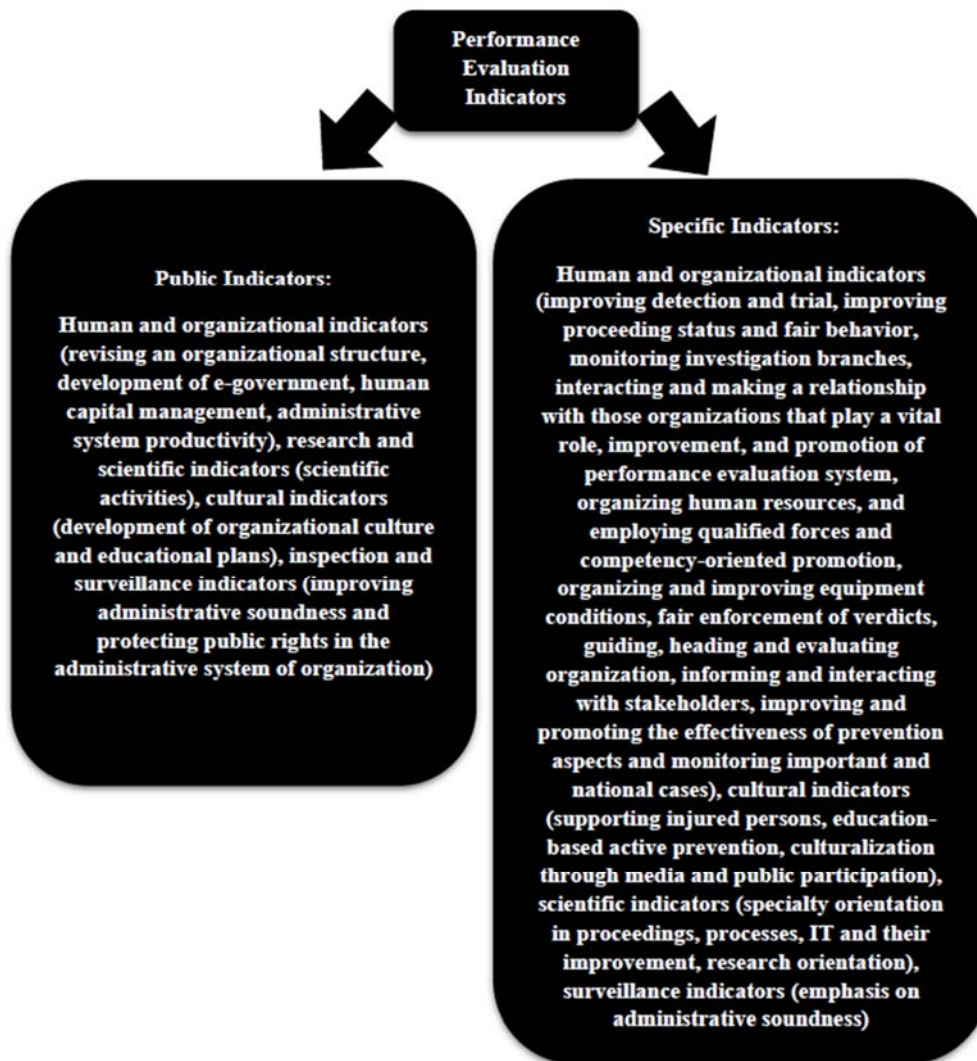 Performance
Evaluation
Indicators
Public Indicators:
Human and organizational indicators
(revising an organizational structure,
development of e-government, human
capital management, administrative
system productivity), research and
scientific indicators (scientific
activities), cultural indicators
(development of organizational culture
and educational plans), inspection and
surveillance indicators (improving
administrative soundness and
protecting public rights in the
administrative system of organization)
Specific Indicators:
Human and organizational indicators
(improving detection and trial, improving
proceeding status and fair behavior,
monitoring investigation branches,
interacting and making a relationship
with those organizations that play a vital
role, improvement, and promotion of
performance evaluation system,
organizing human resources, and
employing qualified forces and
competency-oriented promotion,
organizing and improving equipment
conditions, fair enforcement of verdicts,
guiding, heading and evaluating
organization, informing and interacting
with stakeholders, improving and
promoting the effectiveness of prevention
aspects and monitoring important and
national cases), cultural indicators
(supporting injured persons, education-
based active prevention, culturalization
through media and public participation),
scientific indicators (specialty orientation
in proceedings, processes, IT and their
improvement, research orientation),
surveillance indicators (emphasis on
administrative soundness)